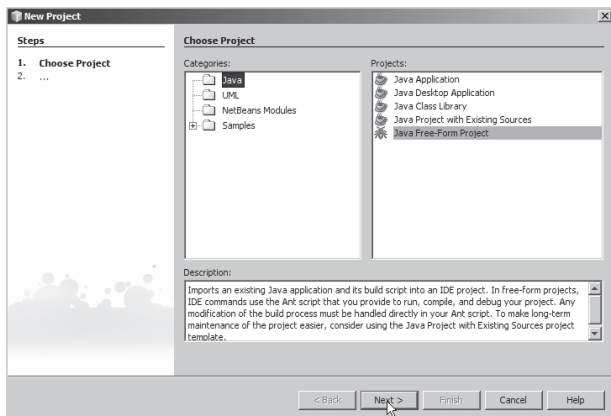 New Project
Steps
1. Choose Project
2. ...
Choose Project
Categories:
Java
UML
NetBeans Modules
Samples
Projects:
Java Application
Java Desktop Application
Java Class Library
Java Project with Existing Sources
Java Free-Form Project
Description:
Imports an existing Java application and its build script into an IDE project. In free-form projects,
IDE commands use the Ant script that you provide to run, compile, and debug your project. Any
modification of the build process must be handled directly in your Ant script. To make long-term
maintenance of the project easier, consider using the Java Project with Existing Sources project
template.
< Back
Next >
Finish
Cancel
Help